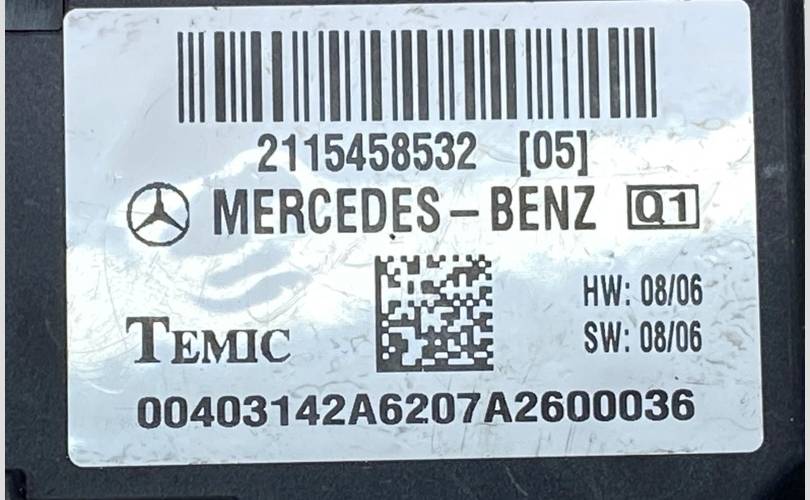 2115458532 [05]
MERCEDES-BENZ Q1
HW: 08/06
TEMIC SW: 08/06
00403142A6207A2600036